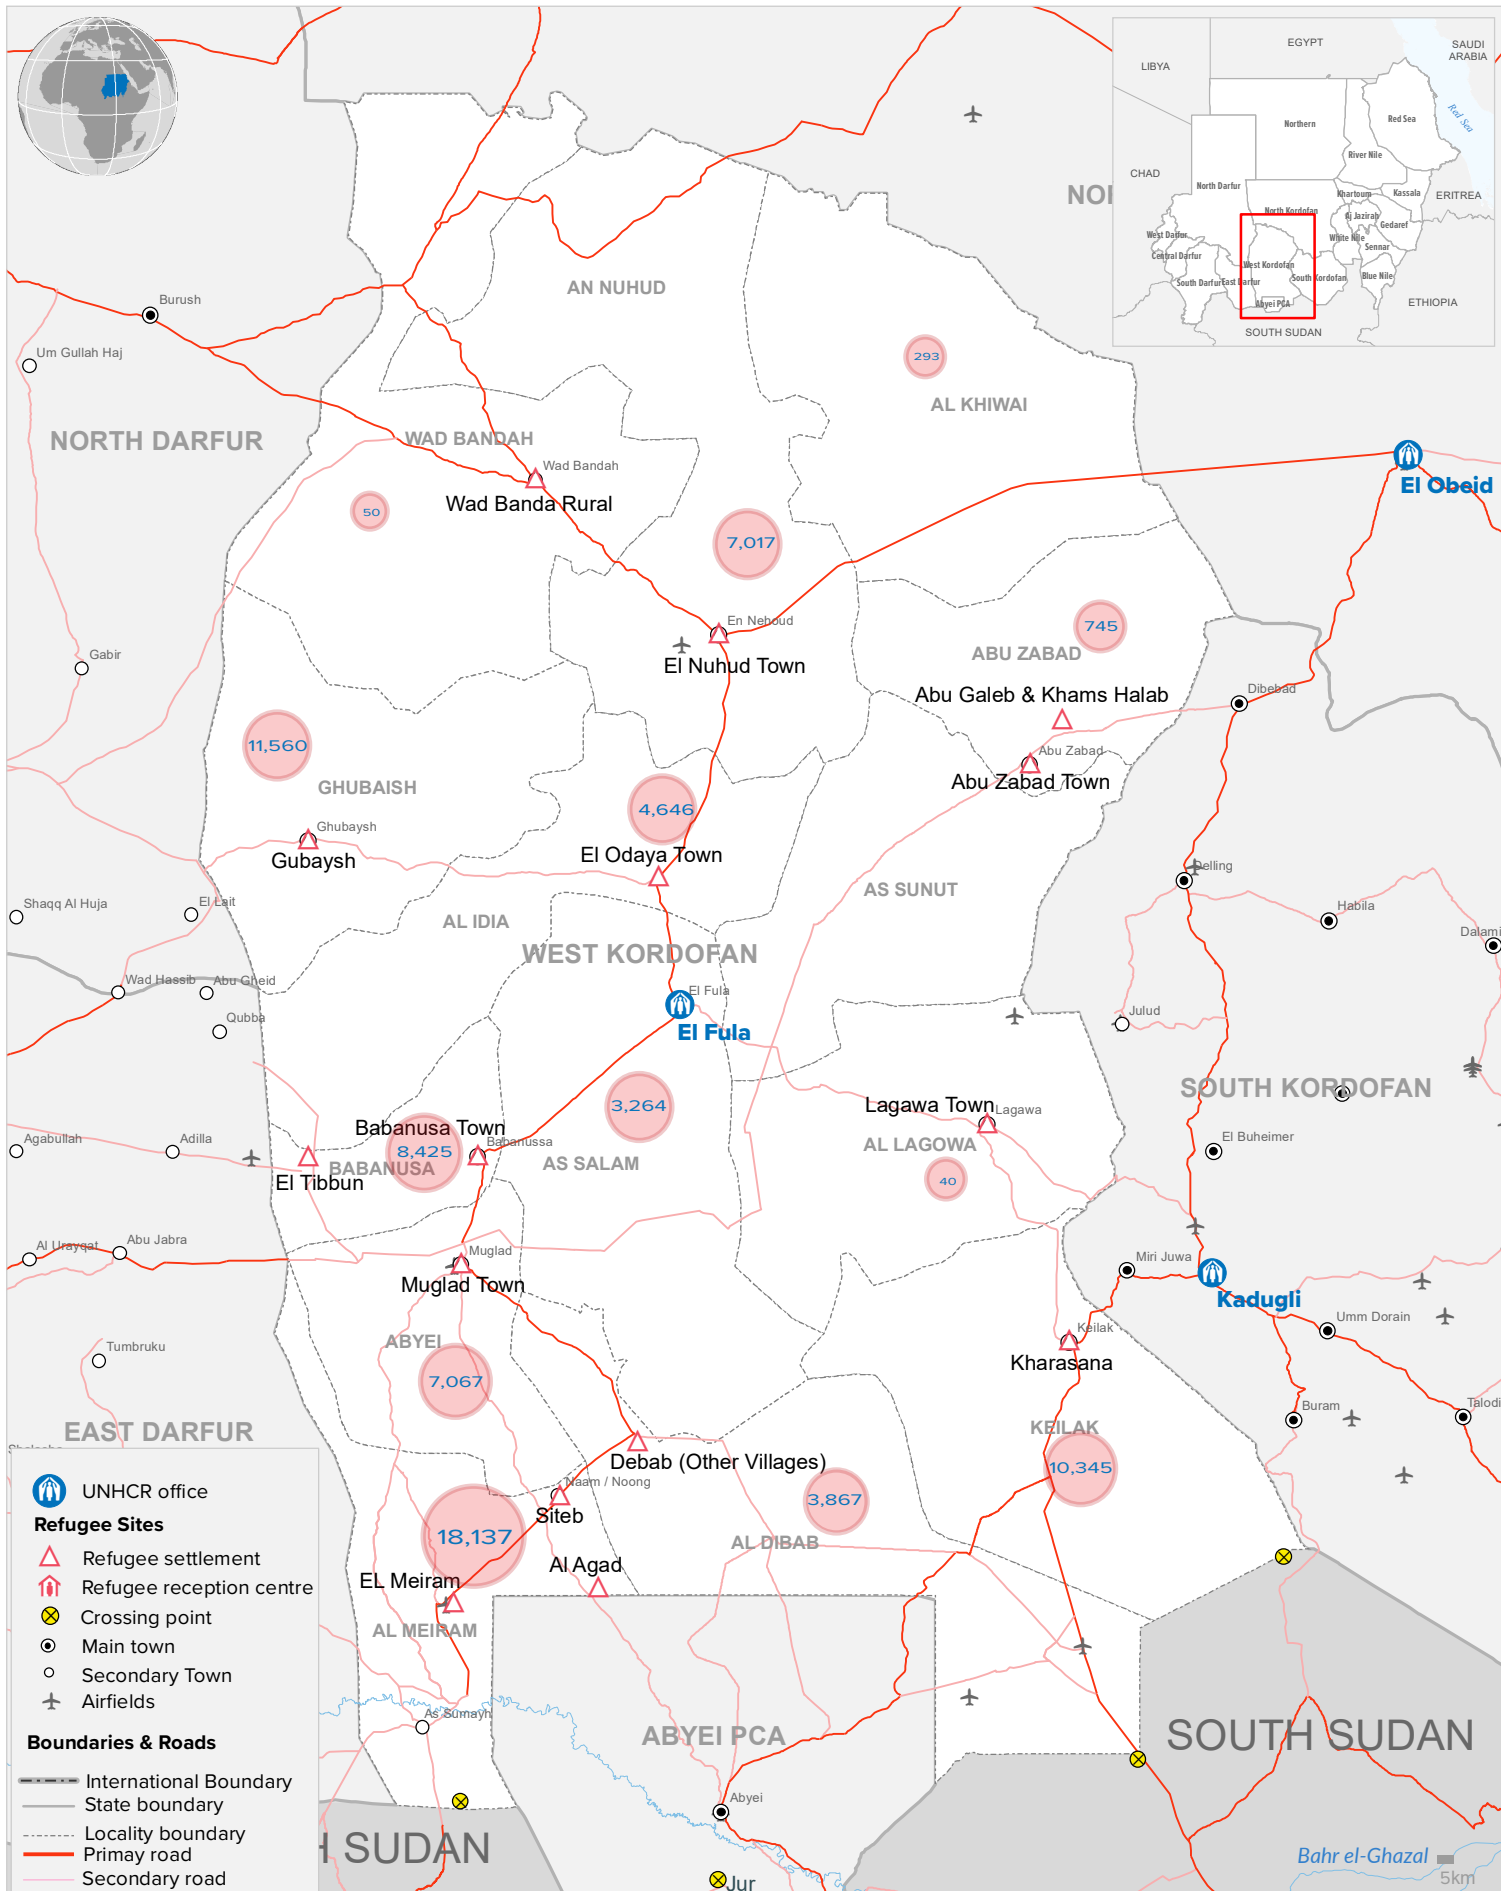 EGYPT
SAUDI
ARABIA
LIBYA
Red Sea
Northern
Red Sea
River Nile
CHAD
North Darfur
Khartoum
Kassala
ERITREA
North Kordofan
Aj Jazirah
Gedaref
West Darfur
White Nile
Sennar
Central Darfur
West Kordofan
South Kordofan
Blue Nile
South Darfur
East Darfur
Abyei PCA
ETHIOPIA
SOUTH SUDAN
NOR
AN NUHUD
Burush
Um Gullah Haj
293
AL KHIWAI
NORTH DARFUR
WAD BANDAH
Wad Bandah
Wad Banda Rural
El Obeid
50
7,017
En Nehoud
745
El Nuhud Town
ABU ZABAD
Gabir
Abu Galeb & Khams Halab
Dibebad
11,560
Abu Zabad
GHUBAISH
Abu Zabad Town
4,646
Ghubaysh
Gubaysh
El Odaya Town
Delling
AS SUNUT
Shaqq Al Huja
El Lait
Habila
AL IDIA
Dalami
WEST KORDOFAN
Wad Hassib
Abu Gheid
El Fula
El Fula
Qubba
Julud
SOUTH KORDOFAN
3,264
Lagawa Town
Lagawa
Babanusa Town
Agabullah
Adilla
8,425
Babanussa
AL LAGOWA
El Buheimer
BABANUSA
AS SALAM
El Tibbun
40
Al Urayqat
Abu Jabra
Muglad
Miri Juwa
Muglad Town
Kadugli
Umm Dorain
Keilak
Tumbruku
ABYEI
Kharasana
7,067
Buram
Talodi
EAST DARFUR
KEILAK
Debab (Other Villages)
10,345
Naam / Noong
3,867
Siteb
18,137
AL DIBAB
Al Agad
EL Meiram
AL MEIRAM
As Sumayh
ABYEI PCA
SOUTH SUDAN
Abyei
H SUDAN
Bahr el-Ghazal
5km
Jur
UNHCR office
Refugee Sites
Refugee settlement
Refugee reception centre
Crossing point
Main town
Secondary Town
Airfields
Boundaries & Roads
International Boundary
State boundary
Locality boundary
Primay road
Secondary road